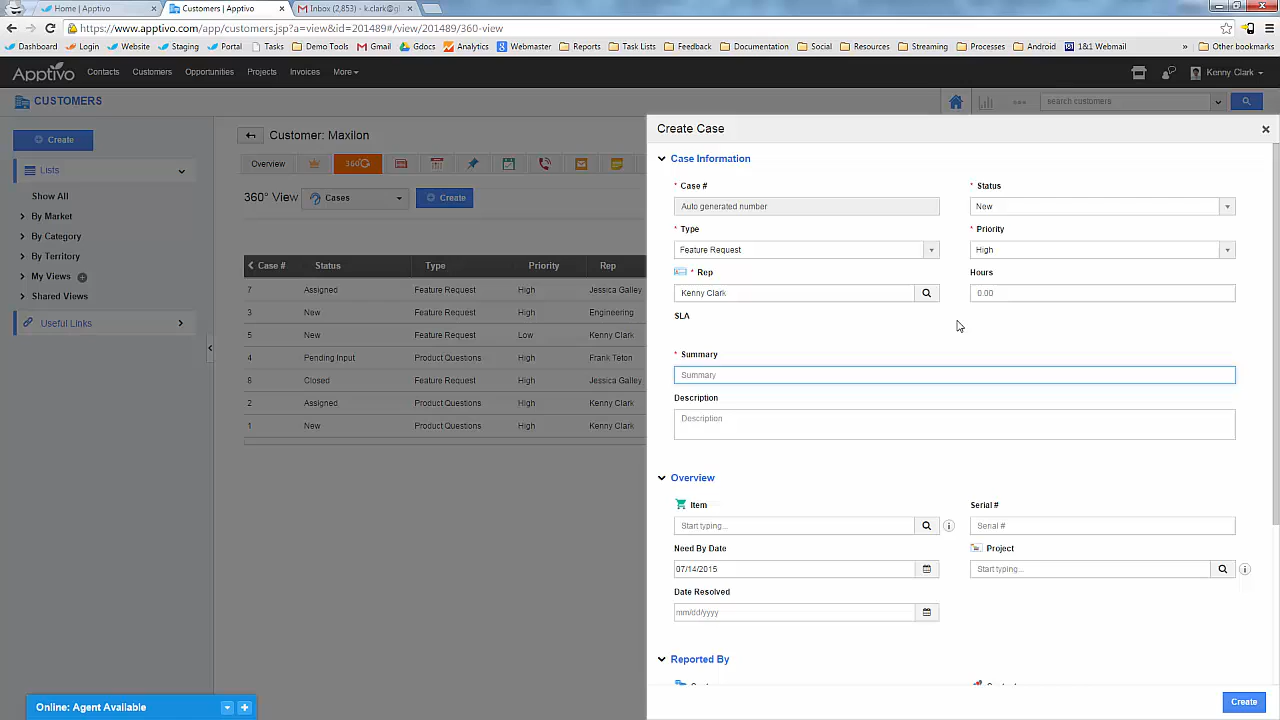 Home | Apptivo
Customers | Apptivo
Inbox (2,853) - k.clark@gl
https://www.apptivo.com/app/customers.jsp?a=view&id=201489#/view/201489/360-view
Dashboard Login Website Staging Portal Tasks Demo Tools Gmail Gdocs Analytics Webmaster Reports Task Lists Feedback Documentation Social Resources Streaming Processes Android 1&1 Webmail » Other bookmarks
Apptivo Contacts Customers Opportunities Projects Invoices More Kenny Clark
CUSTOMERS
search customers
Create
Customer: Maxilon
Lists
Overview 360°
Show All
By Market
By Category
By Territory
My Views
Shared Views
Useful Links
360° View Cases Create
Case # Status Type Priority Rep
7 Assigned Feature Request High Jessica Galley
3 New Feature Request High Engineering
5 New Feature Request Low Kenny Clark
4 Pending Input Product Questions High Frank Teton
8 Closed Feature Request High Jessica Galley
2 Assigned Product Questions High Kenny Clark
1 New Product Questions High Kenny Clark
Create Case ×
Case Information
* Case # * Status
Auto generated number New
* Type * Priority
Feature Request High
* Rep Hours
Kenny Clark 0.00
SLA
* Summary
Summary
Description
Description
Overview
Item Serial #
Start typing... Serial #
Need By Date Project
07/14/2015 Start typing...
Date Resolved
mm/dd/yyyy
Reported By
Create
Online: Agent Available